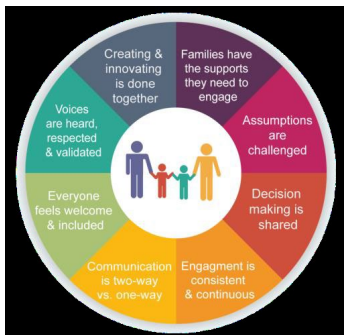 Creating &
innovating
is done
together
Families have
the supports
they need to
engage
Assumptions
are
challenged
Decision
making is
shared
Engagment is
consistent
& continuous
Communication
is two-way
vs. one-way
Everyone
feels welcome
& included
Voices
are heard,
respected
& validated